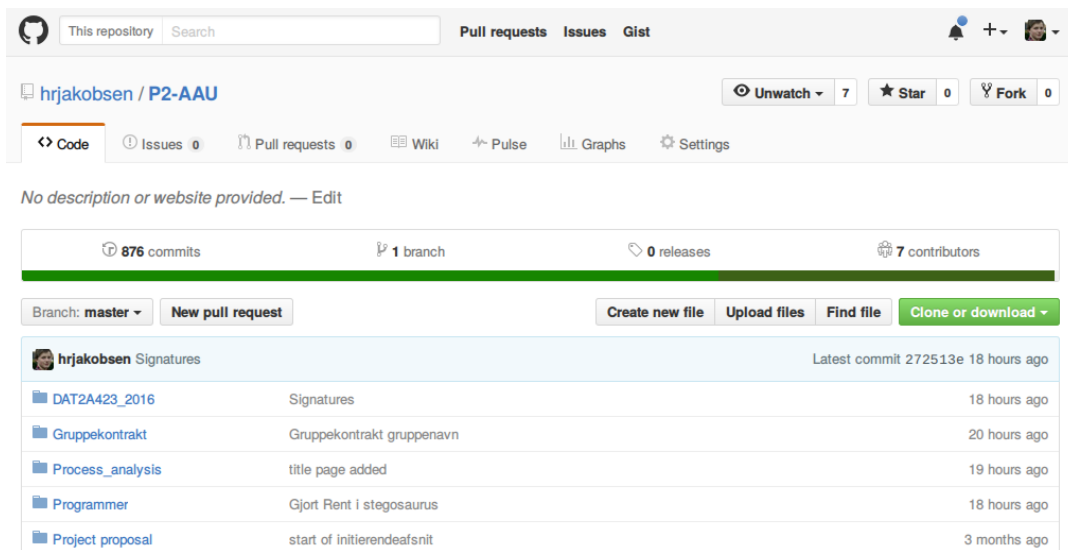 This repository Search Pull requests Issues Gist
hrjakobsen / P2-AAU Unwatch 7 Star 0 Fork 0
Code Issues 0 Pull requests 0 Wiki Pulse Graphs Settings
No description or website provided. — Edit
876 commits 1 branch 0 releases 7 contributors
Branch: master New pull request Create new file Upload files Find file Clone or download
hrjakobsen Signatures Latest commit 272513e 18 hours ago
DAT2A423_2016 Signatures 18 hours ago
Gruppekontrakt Gruppekontrakt gruppenavn 20 hours ago
Process_analysis title page added 19 hours ago
Programmer Gjort Rent i stegosaurus 18 hours ago
Project proposal start of initierendeafsnit 3 months ago